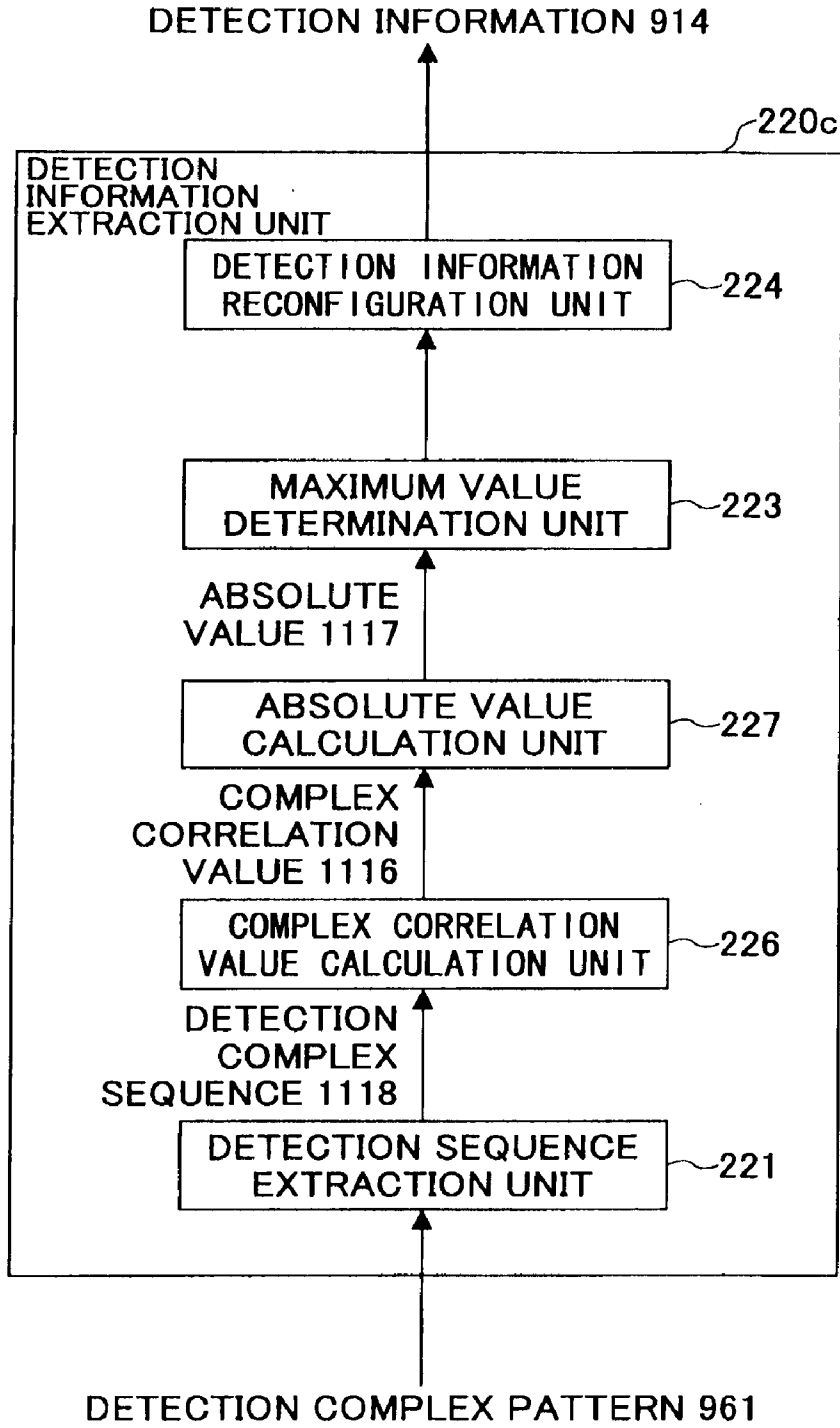 DETECTION INFORMATION 914
220c
DETECTION
INFORMATION
EXTRACTION UNIT
DETECTION INFORMATION
RECONFIGURATION UNIT
224
MAXIMUM VALUE
DETERMINATION UNIT
223
ABSOLUTE
VALUE 1117
ABSOLUTE VALUE
CALCULATION UNIT
227
COMPLEX
CORRELATION
VALUE 1116
COMPLEX CORRELATION
VALUE CALCULATION UNIT
226
DETECTION
COMPLEX
SEQUENCE 1118
DETECTION SEQUENCE
EXTRACTION UNIT
221
DETECTION COMPLEX PATTERN 961